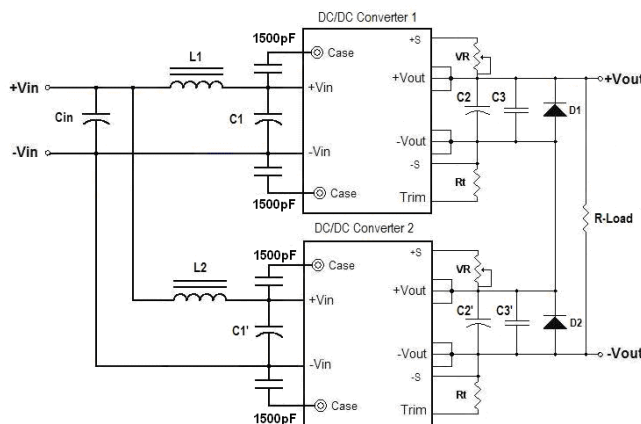 DC/DC Converter 1
1500pF
Case
+S
VR
L1
+Vin
+Vin
+Vout
+Vout
Cin
C1
C2
C3
D1
-Vin
-Vin
-Vout
-S
Case
Rt
1500pF
Trim
R-Load
DC/DC Converter 2
1500pF
Case
+S
VR
L2
+Vin
+Vout
C1'
C2'
C3'
D2
-Vin
-Vout
-Vout
-S
Case
Rt
1500pF
Trim